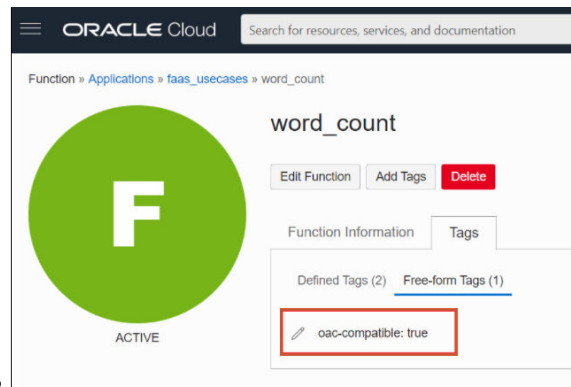 ORACLE Cloud
Search for resources, services, and documentation
Function » Applications » faas_usecases » word_count
F
ACTIVE
word_count
Edit Function Add Tags Delete
Function Information Tags
Defined Tags (2) Free-form Tags (1)
oac-compatible: true